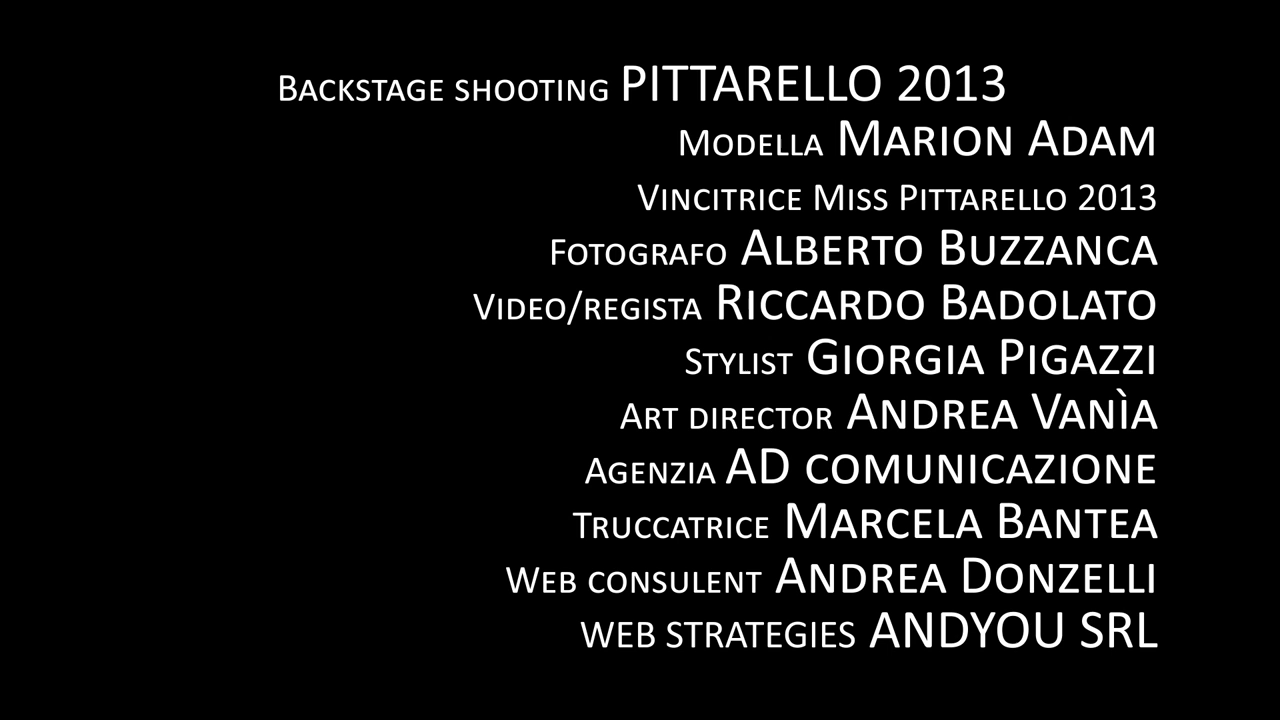 Backstage shooting PITTARELLO 2013
Modella Marion Adam
Vincitrice Miss Pittarello 2013
Fotografo Alberto Buzzanca
Video/regista Riccardo Badolato
Stylist Giorgia Pigazzi
Art director Andrea Vanìa
Agenzia AD comunicazione
Truccatrice Marcela Bantea
Web consulent Andrea Donzelli
WEB STRATEGIES ANDYOU SRL